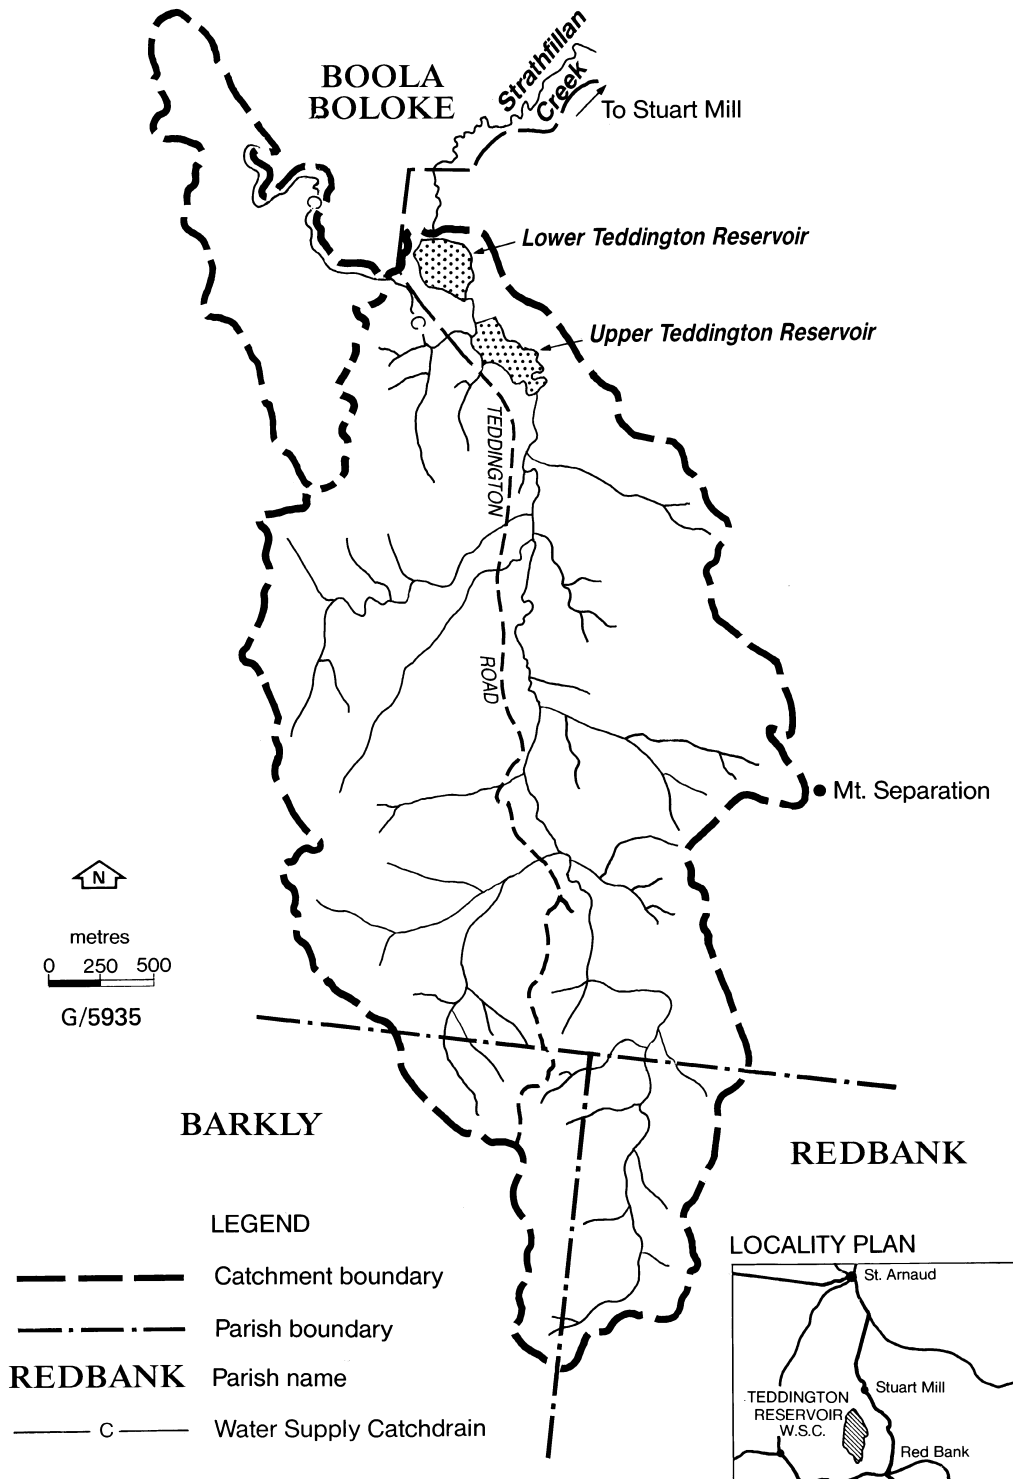 BOOLA
BOLOKE
Strathfillan
Creek
To Stuart Mill
Lower Teddington Reservoir
Upper Teddington Reservoir
C
C
TEDDINGTON
ROAD
Mt. Separation
N
metres
0 250 500
G/5935
BARKLY
REDBANK
LEGEND
Catchment boundary
Parish boundary
REDBANK Parish name
C Water Supply Catchdrain
LOCALITY PLAN
St. Arnaud
Stuart Mill
TEDDINGTON
RESERVOIR
W.S.C.
Red Bank